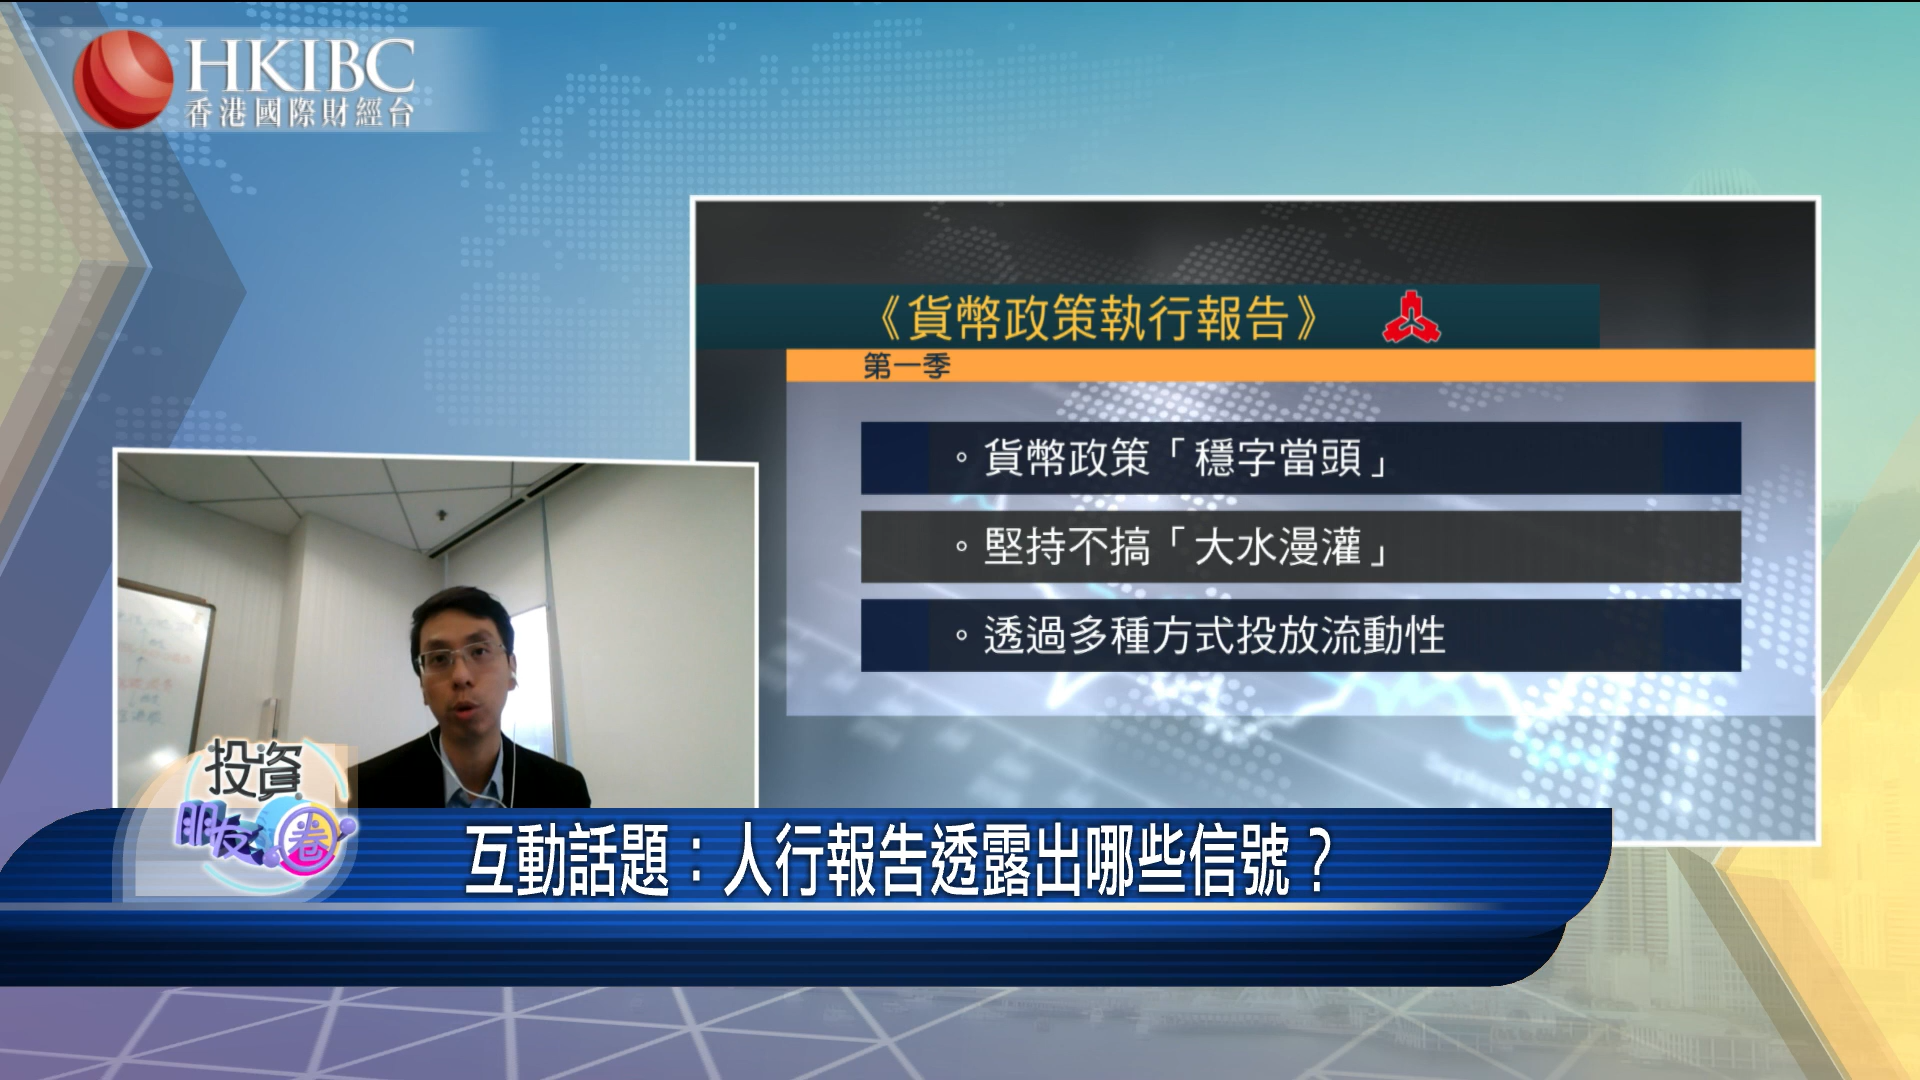 HKIBC
香港國際財經台
《貨幣政策執行報告》
第一季
。貨幣政策「穩字當頭」
。堅持不搞「大水漫灌」
。透過多種方式投放流動性
投資
朋友圈
互動話題：人行報告透露出哪些信號？